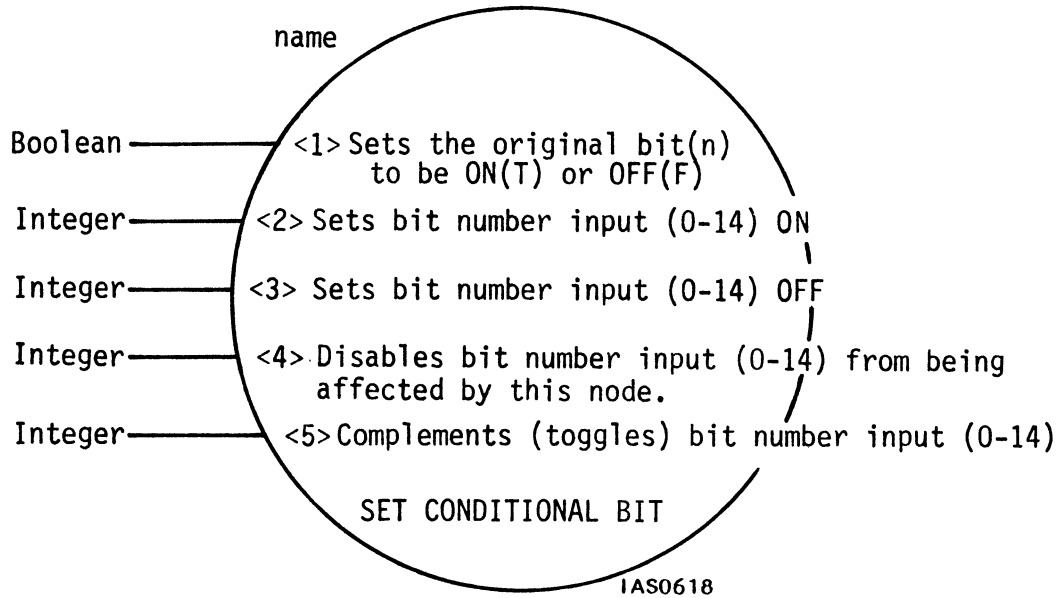 name
Boolean <1> Sets the original bit(n)
to be ON(T) or OFF(F)
Integer <2> Sets bit number input (0-14) ON
Integer <3> Sets bit number input (0-14) OFF
Integer <4> Disables bit number input (0-14) from being
affected by this node.
Integer <5> Complements (toggles) bit number input (0-14)
SET CONDITIONAL BIT
IAS0618